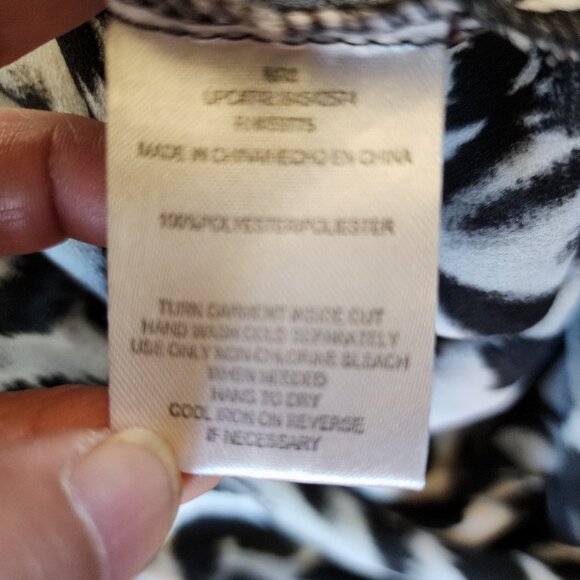 MADE IN CHINA/HECHO EN CHINA
100%POLYESTER/POLIESTER
TURN GARMENT INSIDE OUT
HAND WASH COLD SEPARATELY
USE ONLY NON-CHLORINE BLEACH
WHEN NEEDED
HANG TO DRY
COOL IRON ON REVERSE
IF NECESSARY